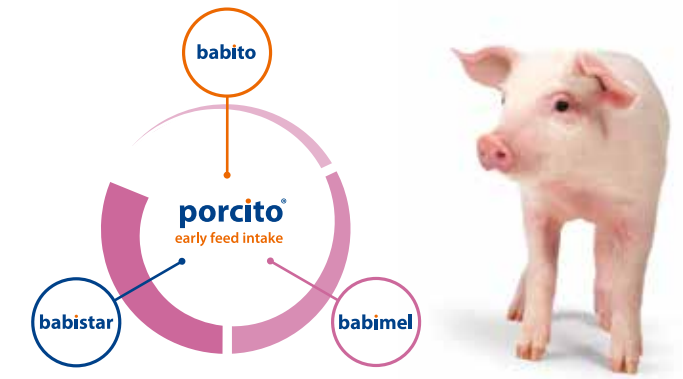 babito
porcito®
early feed intake
babistar
babimel